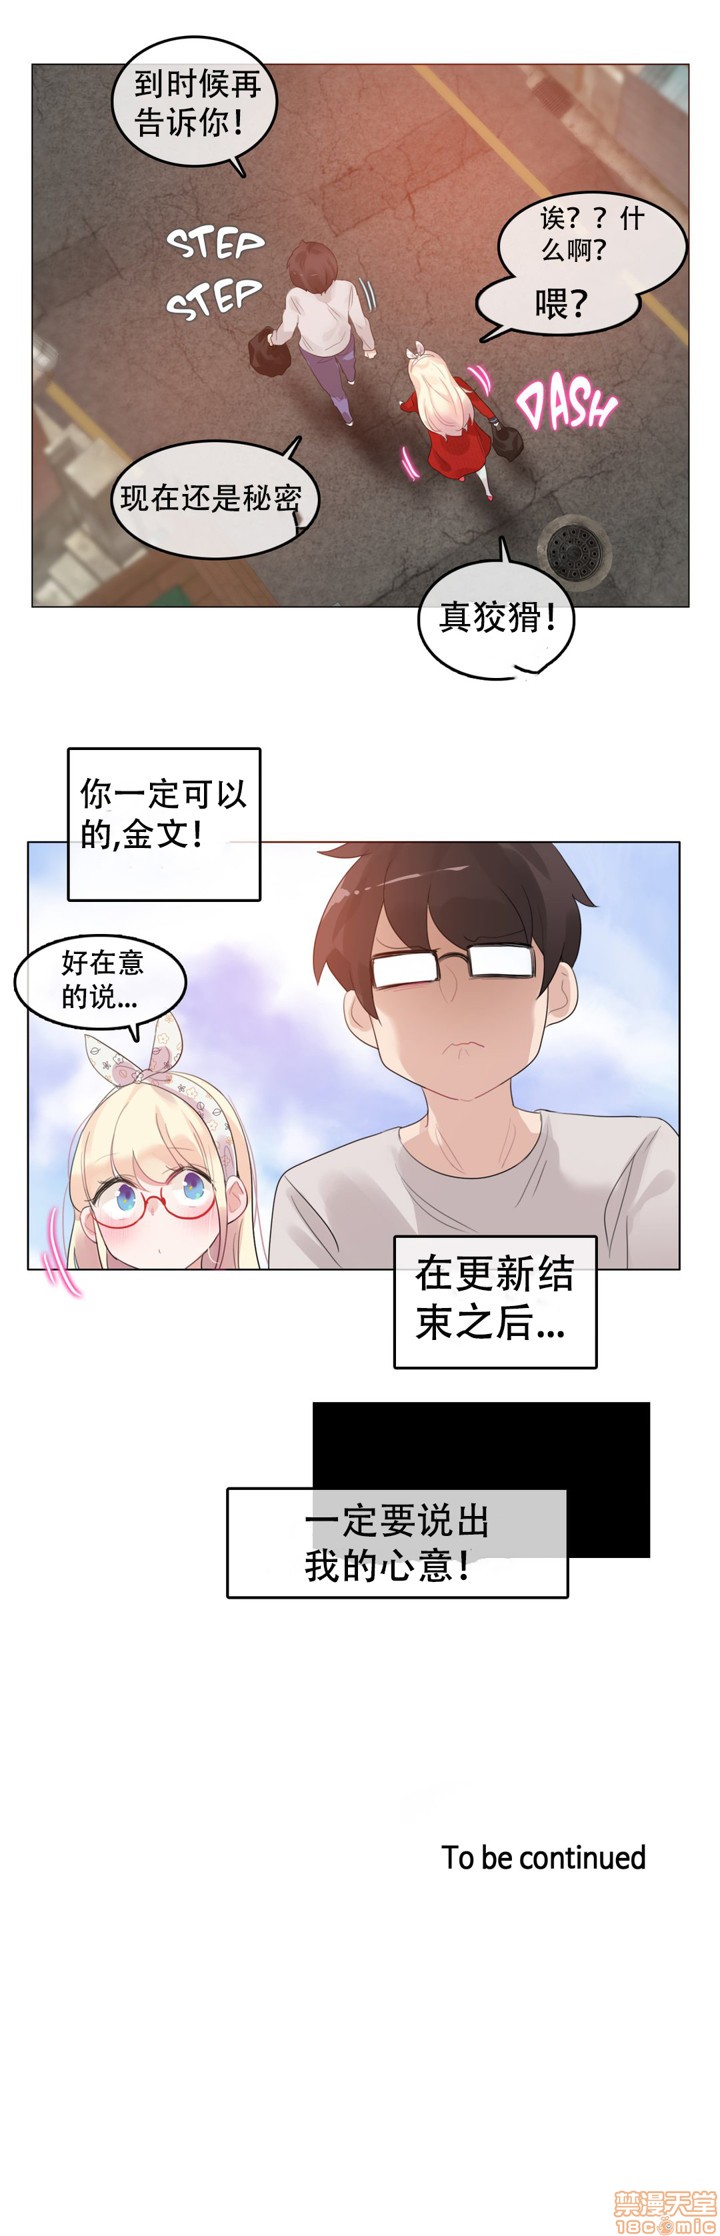 到时候再
告诉你！
STEP
STEP
诶？？什
么啊？
喂？
DASH
现在还是秘密
真狡猾！
你一定可以
的,金文！
好在意
的说...
在更新结
束之后...
一定要说出
我的心意！
To be continued
禁漫天堂
18comic